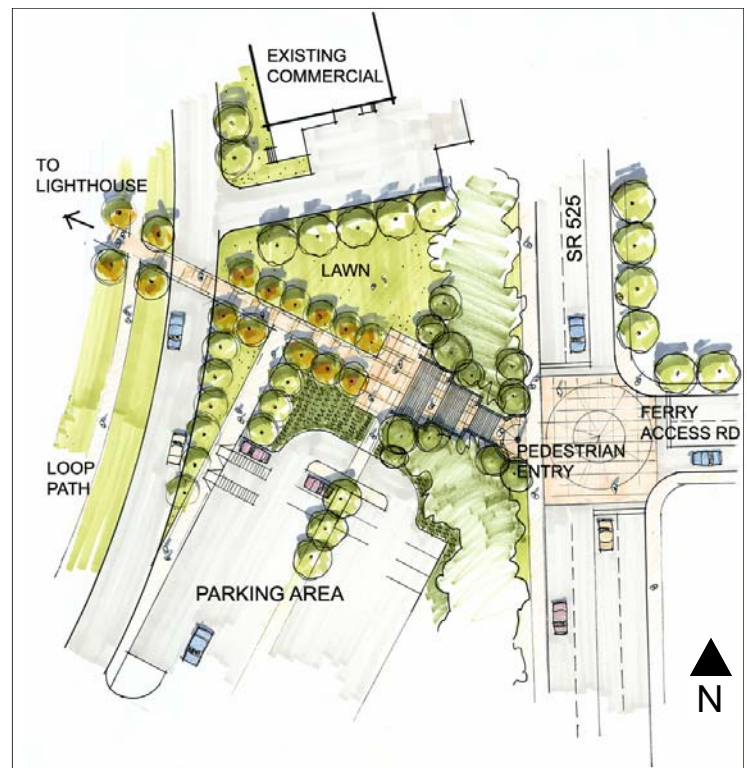 EXISTING
COMMERCIAL
TO
LIGHTHOUSE
SR 525
LAWN
FERRY
ACCESS RD
PEDESTRIAN
ENTRY
LOOP
PATH
PARKING AREA
N